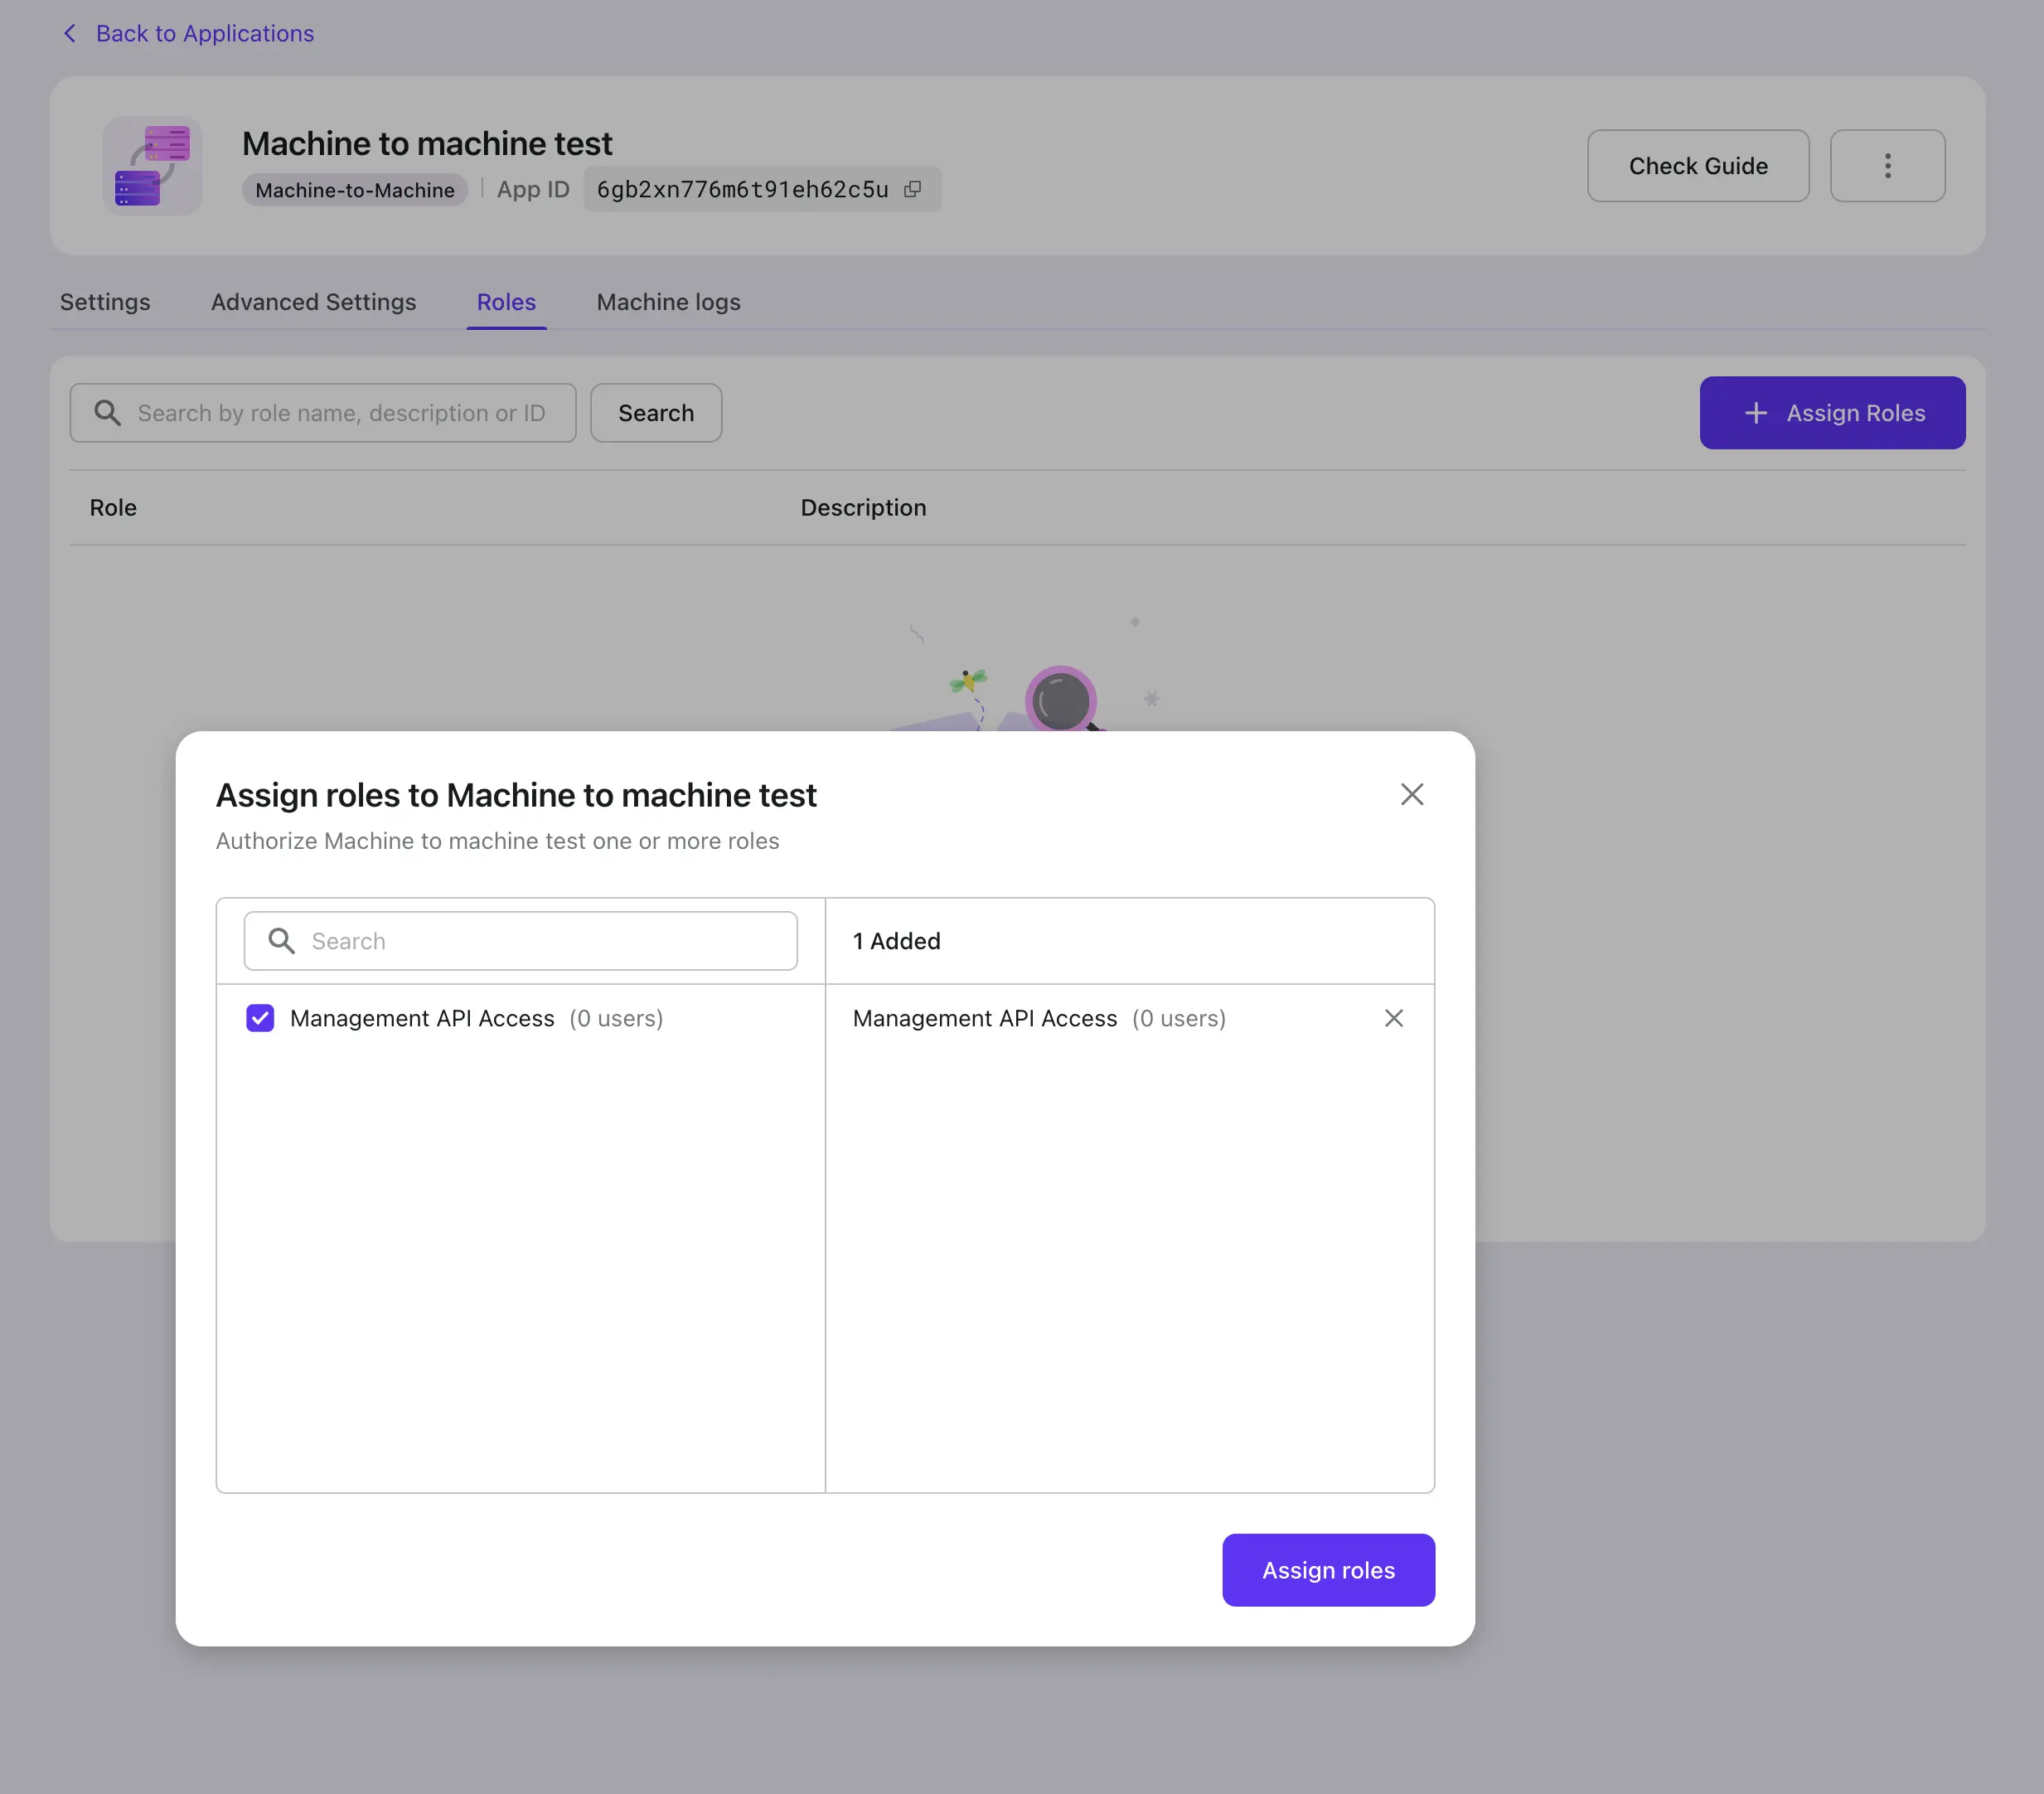 Back to Applications
Machine to machine test
Machine-to-Machine App ID 6gb2xn776m6t91eh62c5u
Check Guide
Settings Advanced Settings Roles Machine logs
Search by role name, description or ID Search + Assign Roles
Role Description
Assign roles to Machine to machine test
Authorize Machine to machine test one or more roles
Search 1 Added
Management API Access (0 users) Management API Access (0 users)
Assign roles